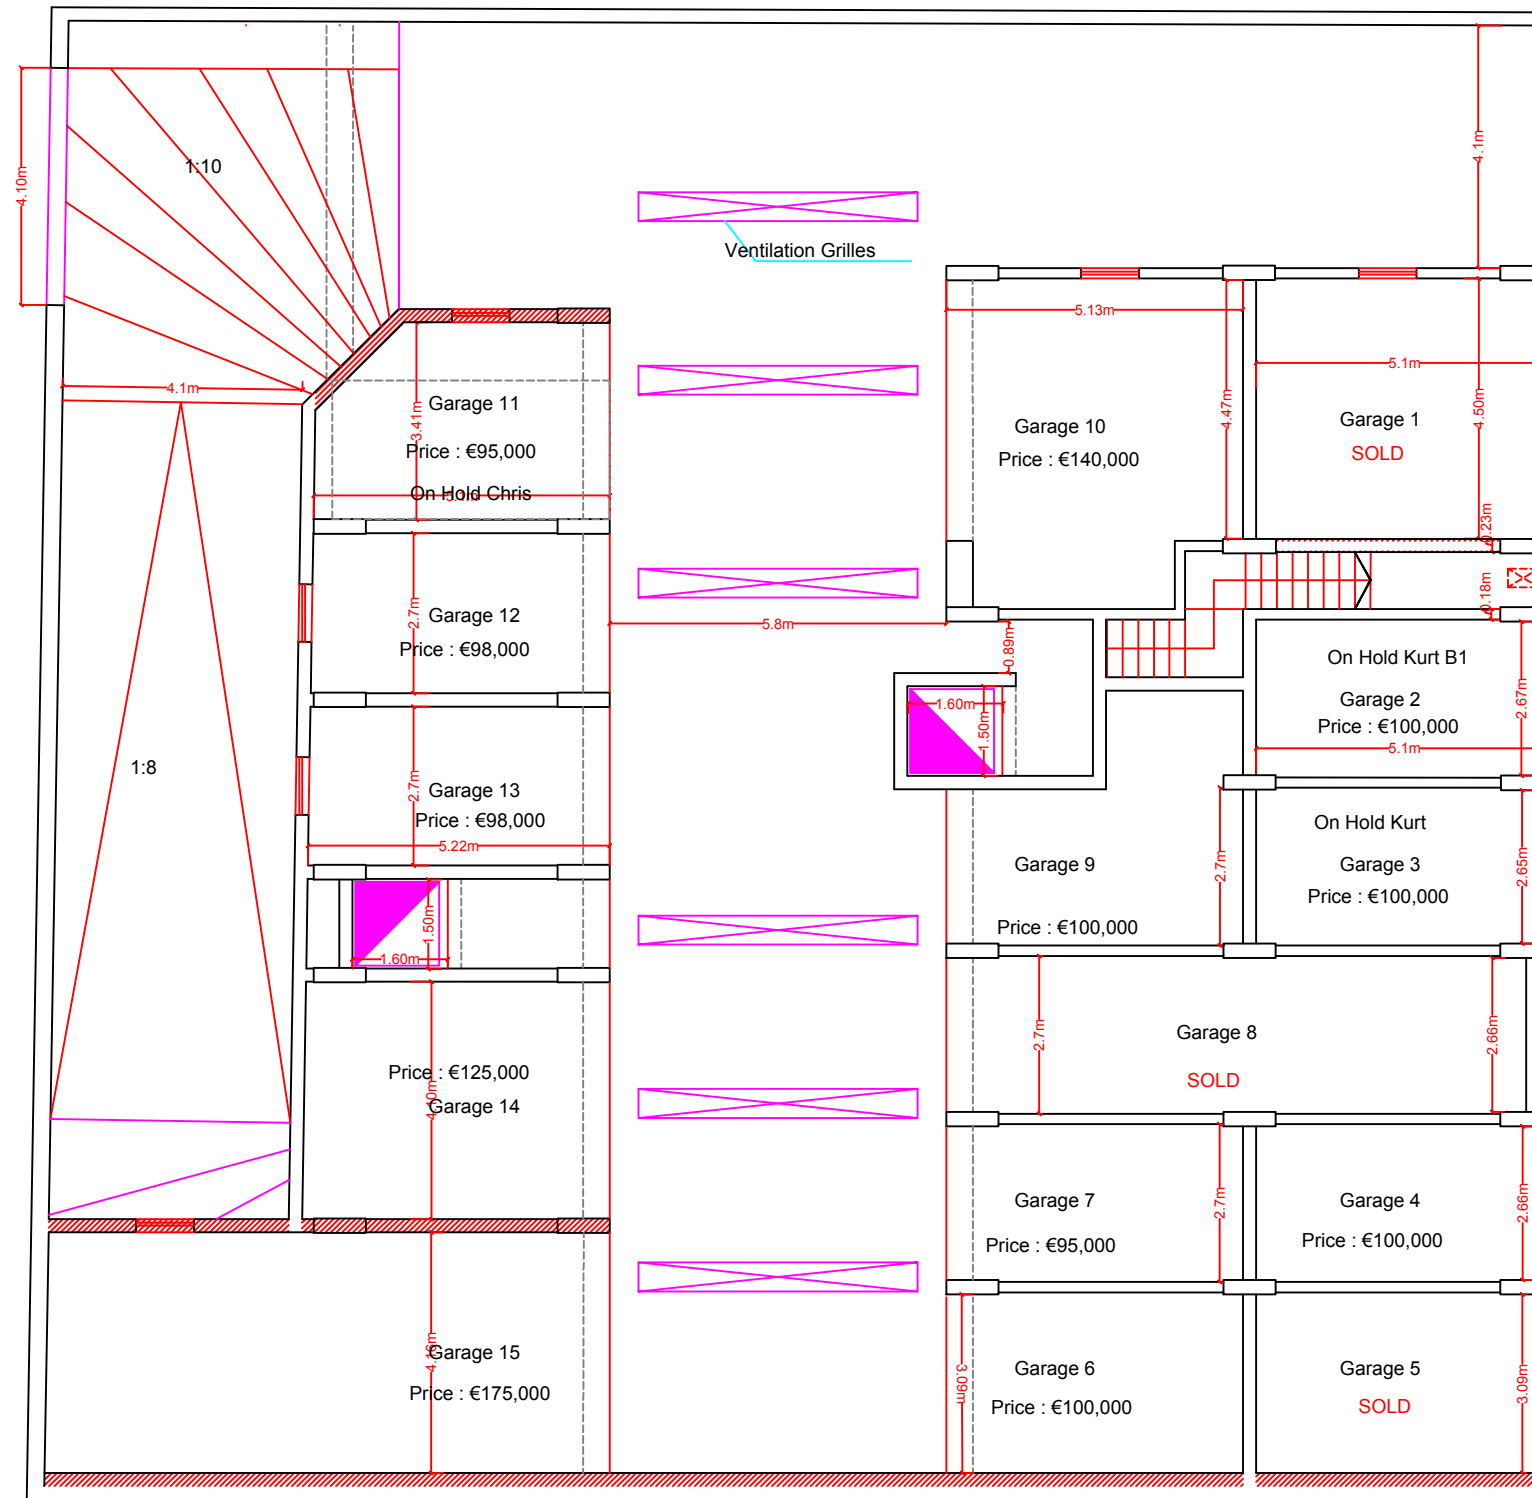 4.10m
1:10
4.1m
Ventilation Grilles
5.13m
5.1m
4.1m
Garage 11
3.41m
Price : €95,000
On Hold Chris
5.1m
Garage 10
Price : €140,000
4.47m
Garage 1
SOLD
4.50m
0.23m
0.18m
Garage 12
2.7m
Price : €98,000
5.8m
0.89m
1.60m
1.50m
On Hold Kurt B1
Garage 2
Price : €100,000
2.67m
5.1m
1:8
Garage 13
2.7m
Price : €98,000
5.22m
On Hold Kurt
Garage 3
Price : €100,000
2.65m
Garage 9
2.7m
Price : €100,000
1.50m
1.60m
2.7m
Garage 8
SOLD
2.66m
Price : €125,000
4.10m
Garage 14
Garage 7
2.7m
Price : €95,000
Garage 4
2.66m
Price : €100,000
4.16m
Garage 15
Price : €175,000
Garage 6
3.09m
Price : €100,000
Garage 5
SOLD
3.09m